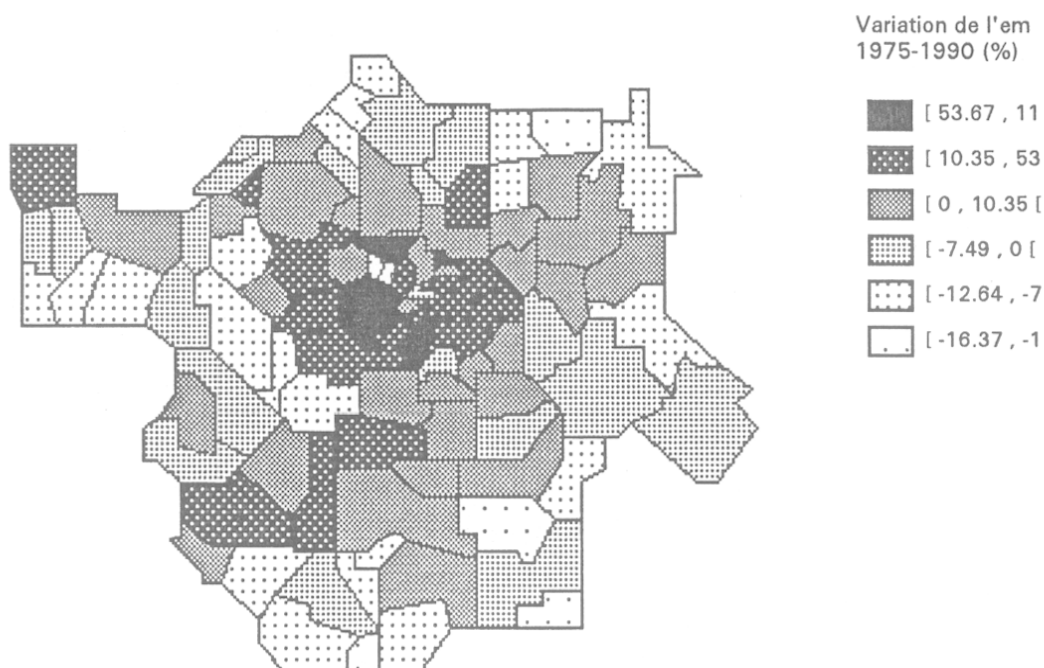 Variation de l'em
1975-1990 (%)
[ 53.67 , 11
[ 10.35 , 53
[ 0 , 10.35 [
[ -7.49 , 0 [
[ -12.64 , -7
[ -16.37 , -1